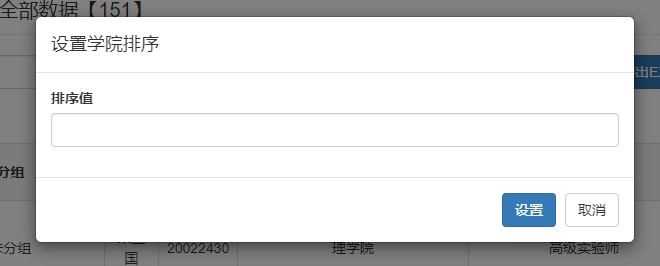 全部数据【151】
设置学院排序
出E
排序值
分组
设置 取消
未分组 国 20022430 理学院 高级实验师